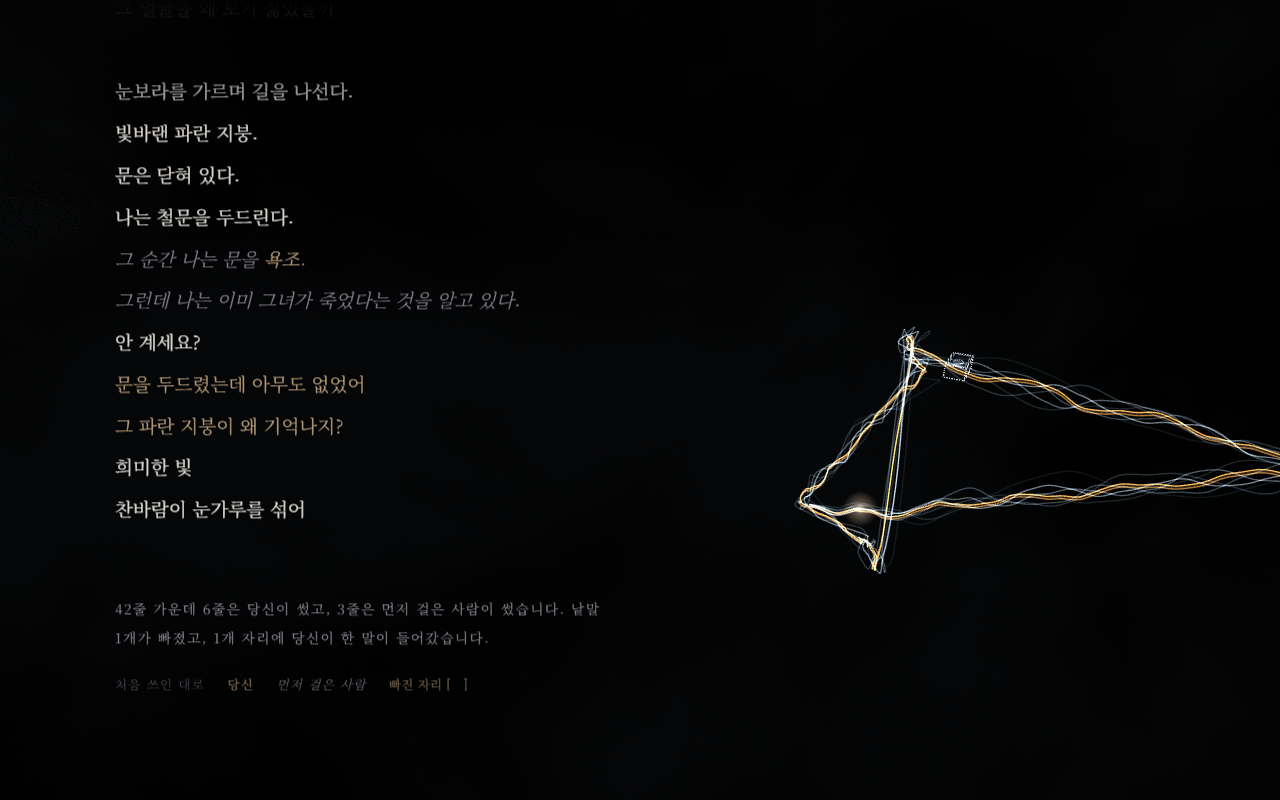 눈보라를 가르며 길을 나선다.
빛바랜 파란 지붕.
문은 닫혀 있다.
나는 철문을 두드린다.
그 순간 나는 문을 욕조.
그런데 나는 이미 그녀가 죽었다는 것을 알고 있다.
안 계세요?
문을 두드렸는데 아무도 없었어
그 파란 지붕이 왜 기억나지?
희미한 빛
찬바람이 눈가루를 섞어
42줄 가운데 6줄은 당신이 썼고, 3줄은 먼저 걸은 사람이 썼습니다. 낱말
1개가 빠졌고, 1개 자리에 당신이 한 말이 들어갔습니다.
처음 쓰인 대로 당신 먼저 걸은 사람 빠진 자리 [ ]